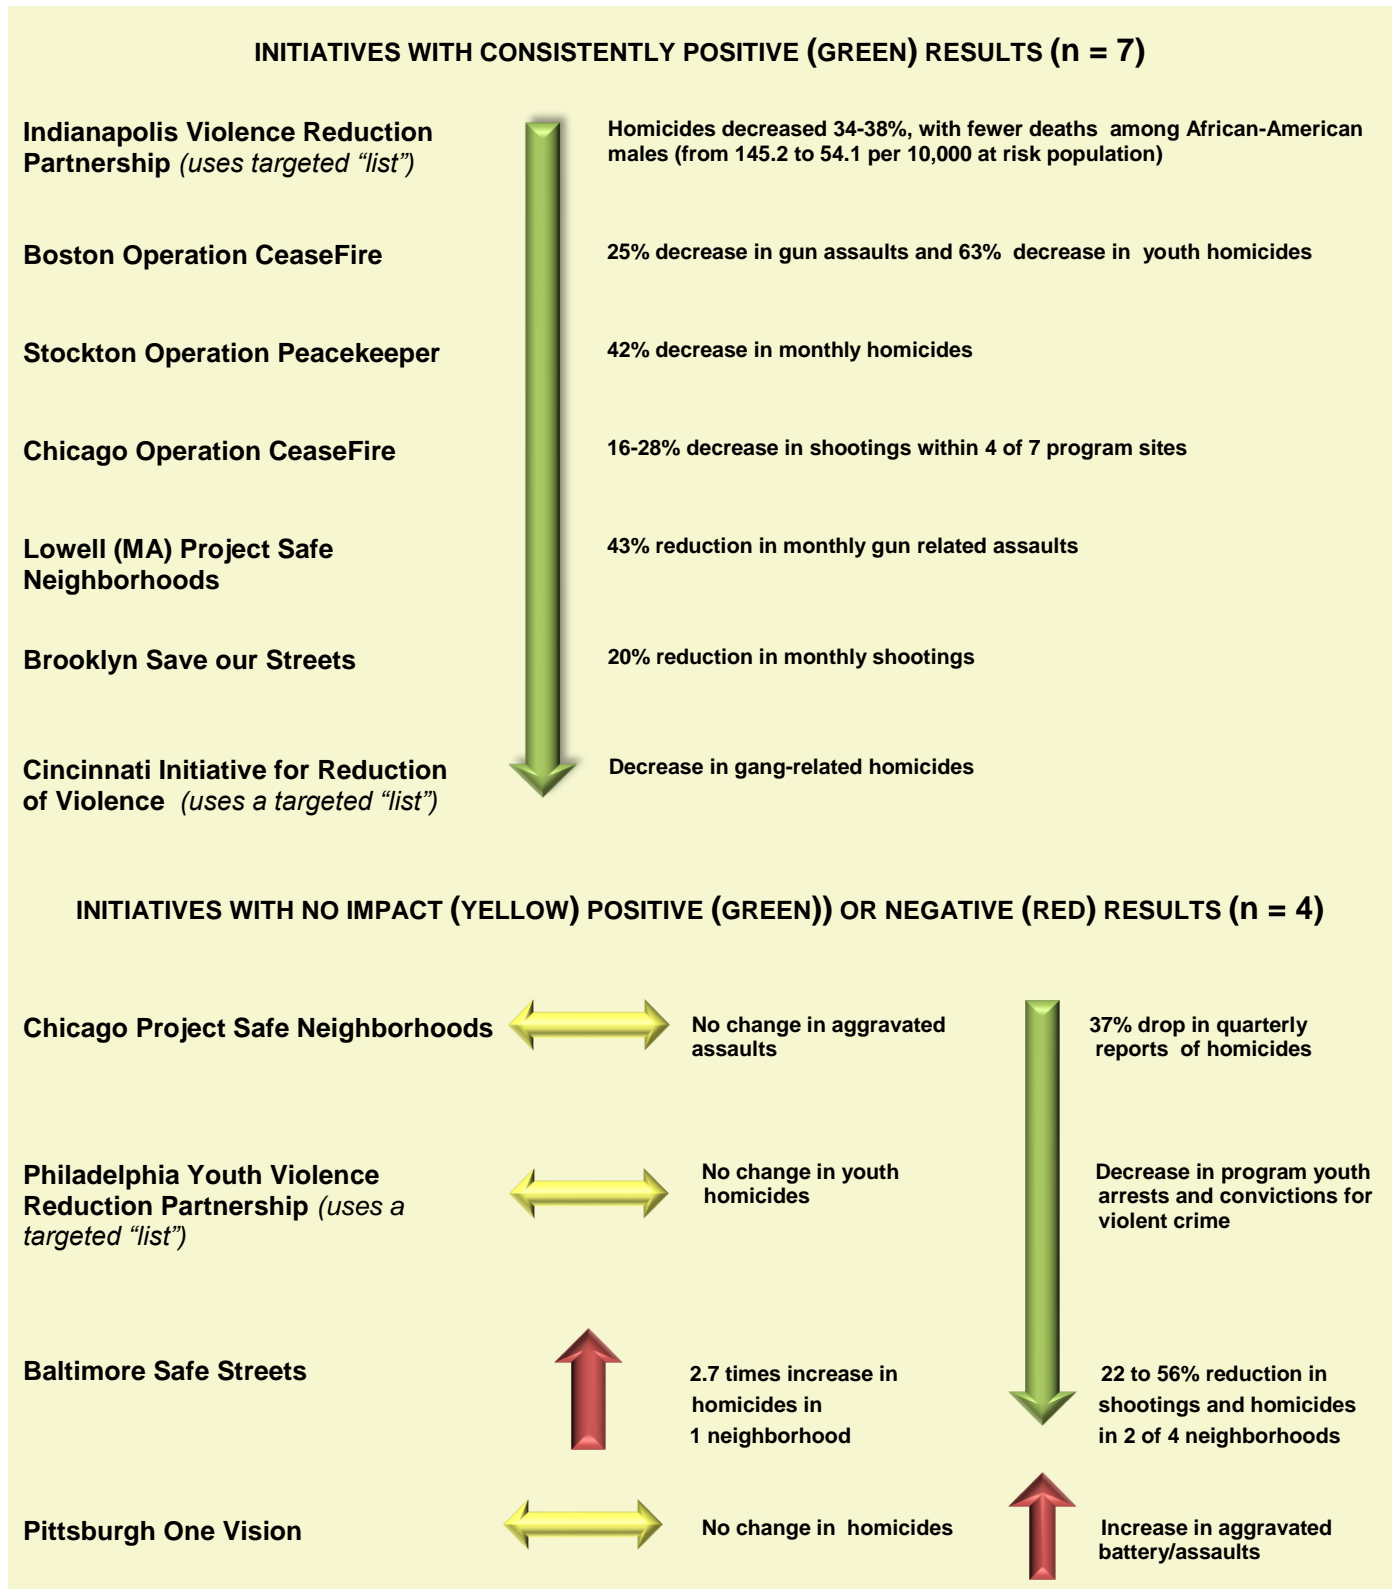 INITIATIVES WITH CONSISTENTLY POSITIVE (GREEN) RESULTS (n = 7)
Indianapolis Violence Reduction
Partnership (uses targeted “list”)
Homicides decreased 34-38%, with fewer deaths among African-American
males (from 145.2 to 54.1 per 10,000 at risk population)
Boston Operation CeaseFire
25% decrease in gun assaults and 63% decrease in youth homicides
Stockton Operation Peacekeeper
42% decrease in monthly homicides
Chicago Operation CeaseFire
16-28% decrease in shootings within 4 of 7 program sites
Lowell (MA) Project Safe
Neighborhoods
43% reduction in monthly gun related assaults
Brooklyn Save our Streets
20% reduction in monthly shootings
Cincinnati Initiative for Reduction
of Violence (uses a targeted “list”)
Decrease in gang-related homicides
INITIATIVES WITH NO IMPACT (YELLOW) POSITIVE (GREEN)) OR NEGATIVE (RED) RESULTS (n = 4)
Chicago Project Safe Neighborhoods
No change in aggravated
assaults
37% drop in quarterly
reports of homicides
Philadelphia Youth Violence
Reduction Partnership (uses a
targeted “list”)
No change in youth
homicides
Decrease in program youth
arrests and convictions for
violent crime
Baltimore Safe Streets
2.7 times increase in
homicides in
1 neighborhood
22 to 56% reduction in
shootings and homicides
in 2 of 4 neighborhoods
Pittsburgh One Vision
No change in homicides
Increase in aggravated
battery/assaults